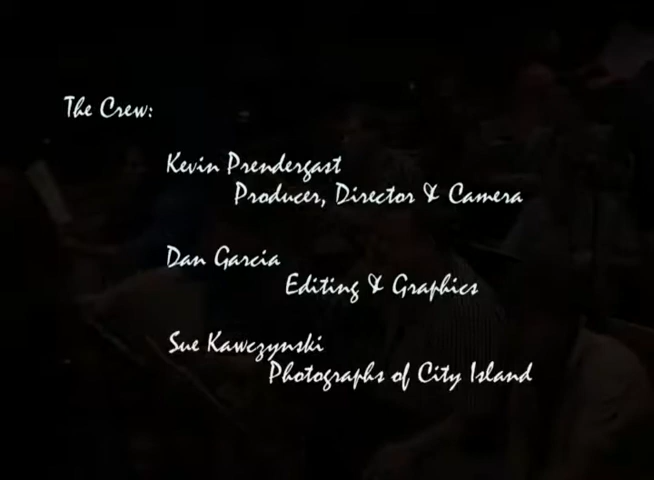 The Crew:
Kevin Prendergast
Producer, Director & Camera
Dan Garcia
Editing & Graphics
Sue Kawczynski
Photographs of City Island